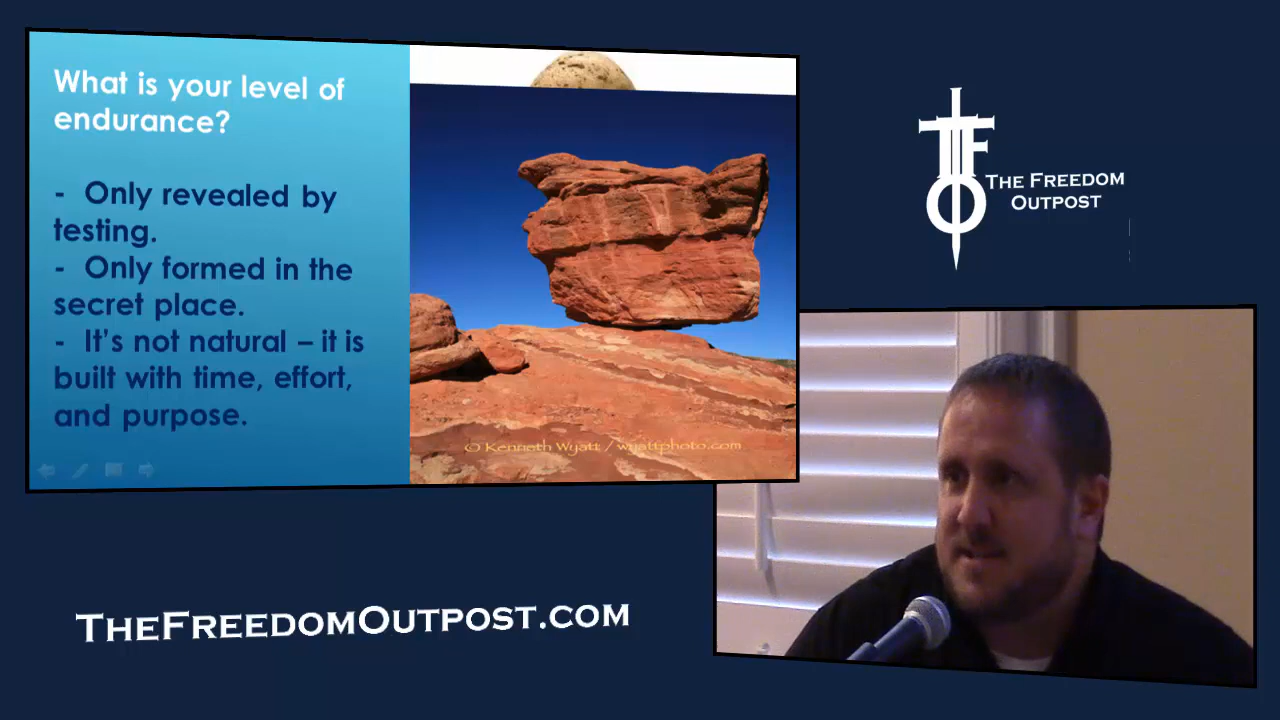 What is your level of
endurance?
- Only revealed by
testing.
- Only formed in the
secret place.
- It's not natural – it is
built with time, effort,
and purpose.
© Kenneth Wyatt / wyattphoto.com
TF
THE FREEDOM
OUTPOST
THEFREEDOMOUTPOST.COM